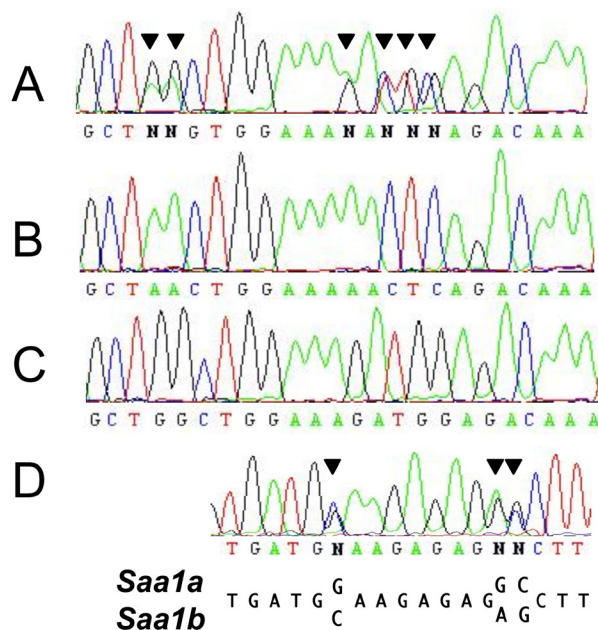 A
G C T N N G T G G A A A N A N N N A G A C A A A
B
G C T A A C T G G A A A A A C T C A G A C A A A
C
G C T G G C T G G A A A G A T G G A G A C A A A
D
T G A T G N A A G A G A G N N C T T
Saa1a G G C
T G A T G A A G A G A G C T T
Saa1b C A G